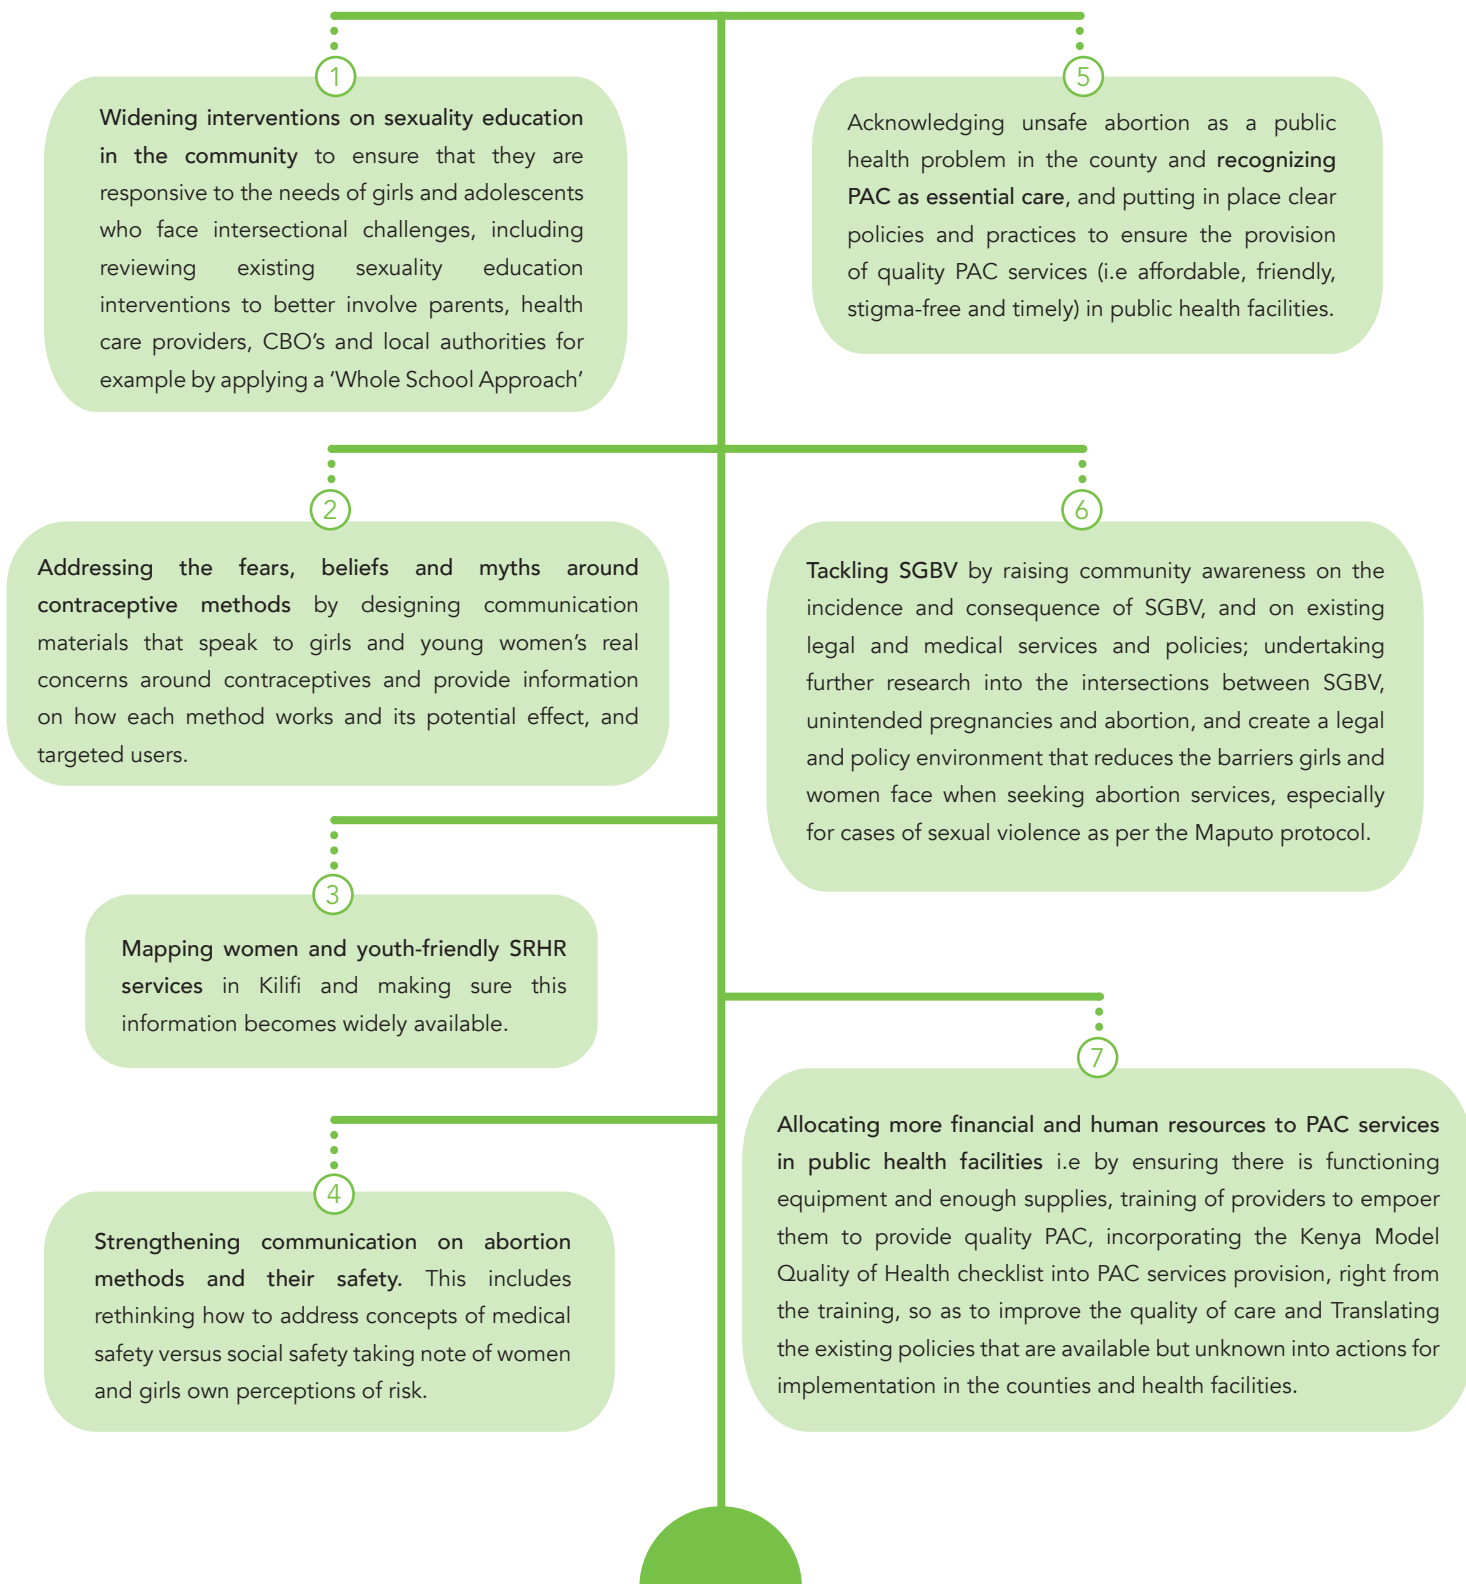 1
Widening interventions on sexuality education
in the community to ensure that they are
responsive to the needs of girls and adolescents
who face intersectional challenges, including
reviewing existing sexuality education
interventions to better involve parents, health
care providers, CBO's and local authorities for
example by applying a 'Whole School Approach'
2
Addressing the fears, beliefs and myths around
contraceptive methods by designing communication
materials that speak to girls and young women's real
concerns around contraceptives and provide information
on how each method works and its potential effect, and
targeted users.
3
Mapping women and youth-friendly SRHR
services in Kilifi and making sure this
information becomes widely available.
4
Strengthening communication on abortion
methods and their safety. This includes
rethinking how to address concepts of medical
safety versus social safety taking note of women
and girls own perceptions of risk.
5
Acknowledging unsafe abortion as a public
health problem in the county and recognizing
PAC as essential care, and putting in place clear
policies and practices to ensure the provision
of quality PAC services (i.e affordable, friendly,
stigma-free and timely) in public health facilities.
6
Tackling SGBV by raising community awareness on the
incidence and consequence of SGBV, and on existing
legal and medical services and policies; undertaking
further research into the intersections between SGBV,
unintended pregnancies and abortion, and create a legal
and policy environment that reduces the barriers girls and
women face when seeking abortion services, especially
for cases of sexual violence as per the Maputo protocol.
7
Allocating more financial and human resources to PAC services
in public health facilities i.e by ensuring there is functioning
equipment and enough supplies, training of providers to empoer
them to provide quality PAC, incorporating the Kenya Model
Quality of Health checklist into PAC services provision, right from
the training, so as to improve the quality of care and Translating
the existing policies that are available but unknown into actions for
implementation in the counties and health facilities.